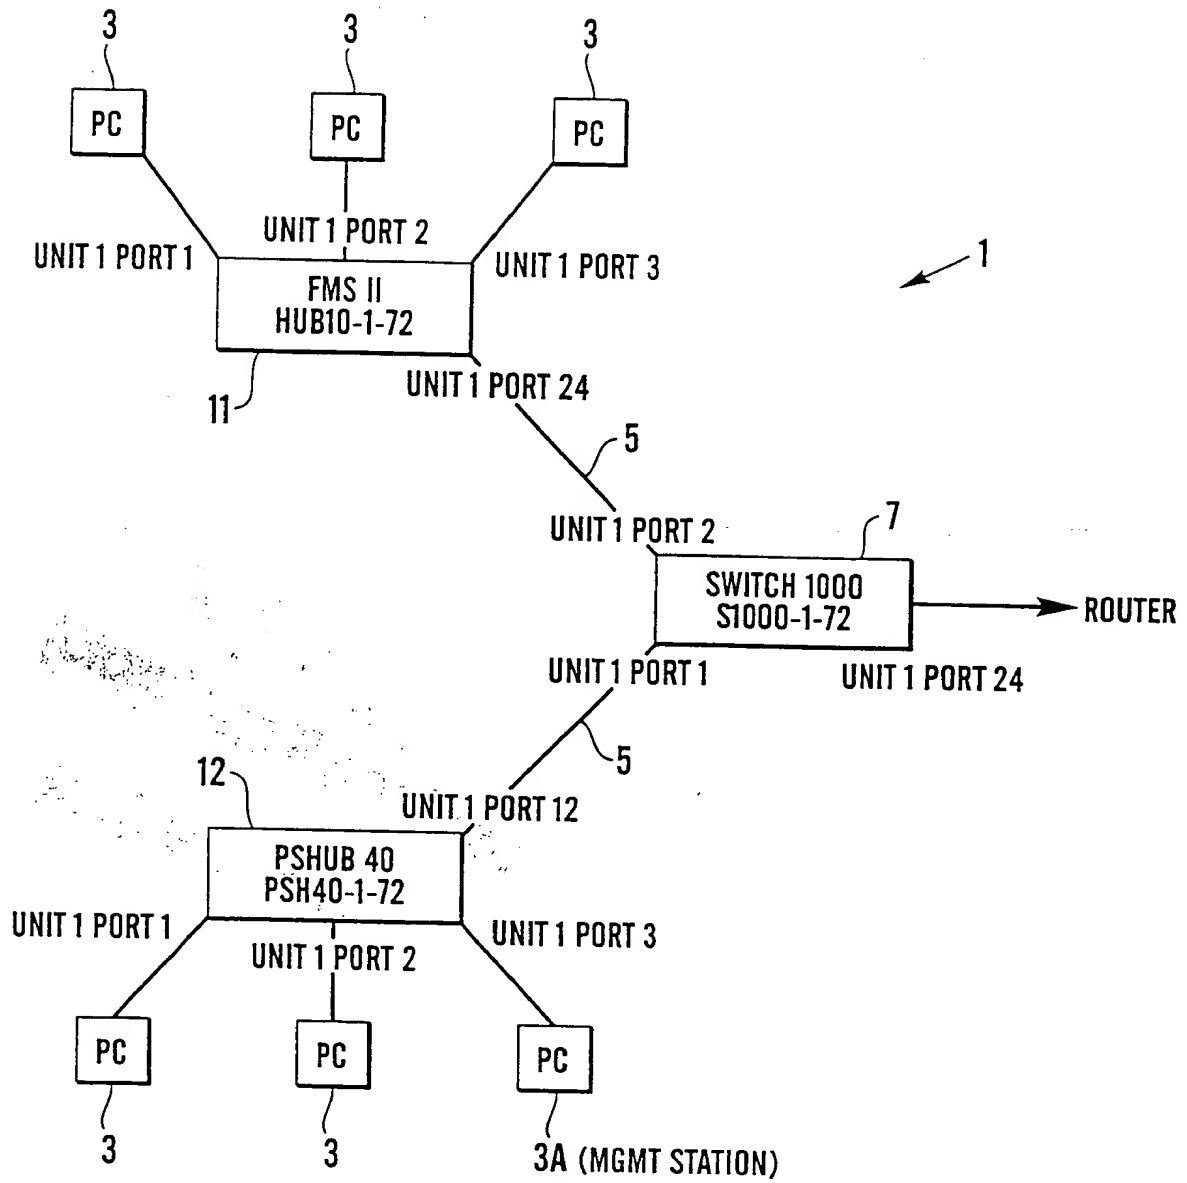 3
3
3
PC
PC
PC
UNIT 1 PORT 1
UNIT 1 PORT 2
UNIT 1 PORT 3
1
FMS II
HUB10-1-72
11
UNIT 1 PORT 24
5
UNIT 1 PORT 2
7
SWITCH 1000
S1000-1-72
ROUTER
UNIT 1 PORT 1
UNIT 1 PORT 24
5
12
UNIT 1 PORT 12
PSHUB 40
PSH40-1-72
UNIT 1 PORT 1
UNIT 1 PORT 2
UNIT 1 PORT 3
PC
PC
PC
3
3
3A (MGMT STATION)